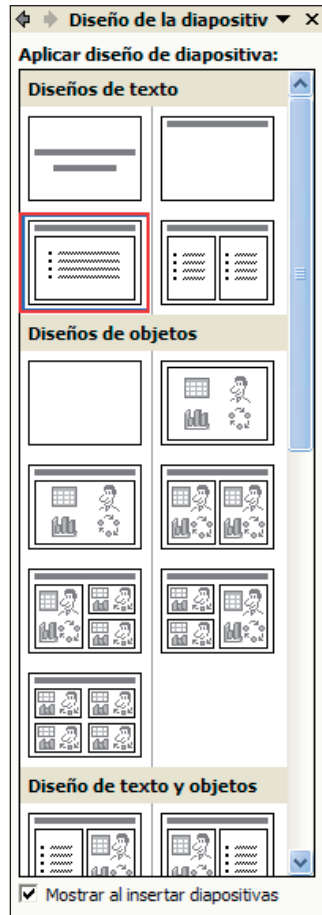 Diseño de la diapositiv
Aplicar diseño de diapositiva:
Diseños de texto
Diseños de objetos
Diseño de texto y objetos
Mostrar al insertar diapositivas